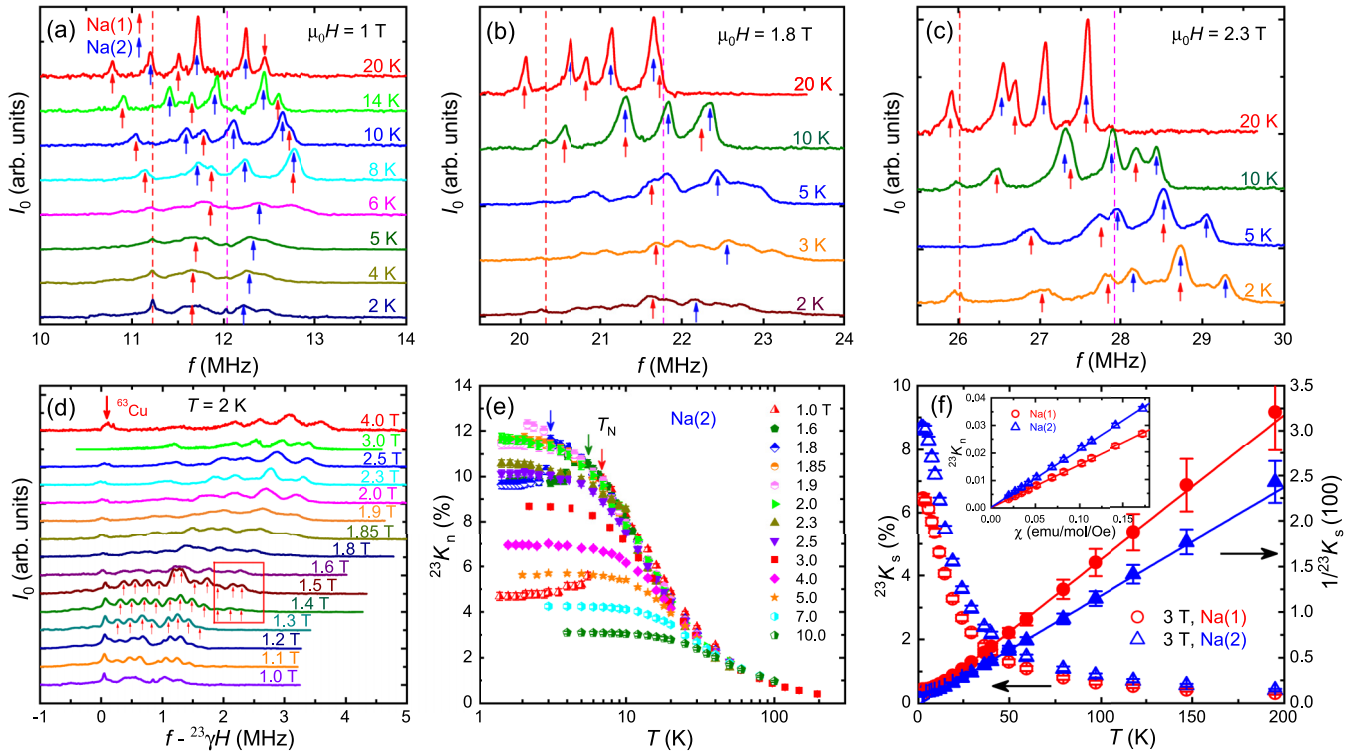 (a)
Na(1)
Na(2)
μ₀H = 1 T
20 K
14 K
10 K
8 K
6 K
5 K
4 K
2 K
I₀ (arb. units)
10 11 12 13 14
f (MHz)
(b)
μ₀H = 1.8 T
20 K
10 K
5 K
3 K
2 K
I₀ (arb. units)
20 21 22 23 24
f (MHz)
(c)
μ₀H = 2.3 T
20 K
10 K
5 K
2 K
I₀ (arb. units)
26 27 28 29 30
f (MHz)
(d)
⁶³Cu
T = 2 K
4.0 T
3.0 T
2.5 T
2.3 T
2.0 T
1.9 T
1.85 T
1.8 T
1.6 T
1.5 T
1.4 T
1.3 T
1.2 T
1.1 T
1.0 T
I₀ (arb. units)
-1 0 1 2 3 4 5
f - ²³γH (MHz)
(e)
Na(2)
T_N
1.0 T
1.6
1.8
1.85
1.9
2.0
2.3
2.5
3.0
4.0
5.0
7.0
10.0
14
12
10
8
6
4
2
0
²³Kₙ (%)
1 10 100
T (K)
(f)
10
8
6
4
2
0
²³Kₛ (%)
0.04
0.03
0.01
0.00
²³Kₙ
Na(1)
Na(2)
0.00 0.05 0.10 0.15
χ (emu/mol/Oe)
3 T, Na(1)
3 T, Na(2)
3.5
3.0
2.5
2.0
1.5
1.0
0.5
0.0
1/²³Kₛ (100)
0 25 50 75 100 125 150 175 200
T (K)